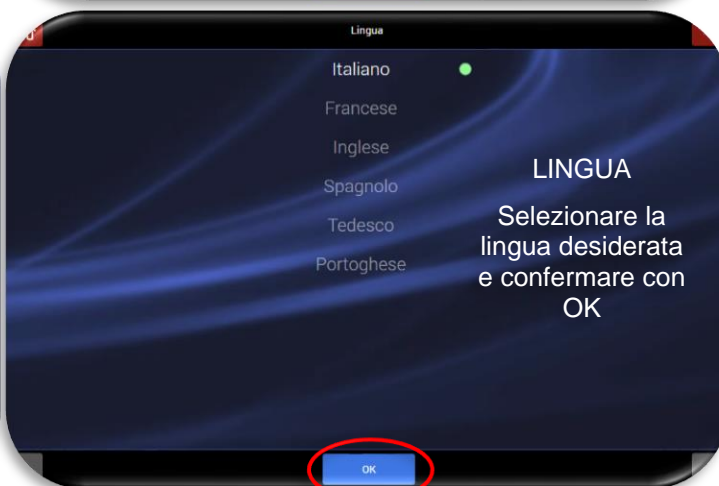 Lingua
Italiano
Francese
Inglese
Spagnolo
Tedesco
Portoghese
LINGUA
Selezionare la
lingua desiderata
e confermare con
OK
OK